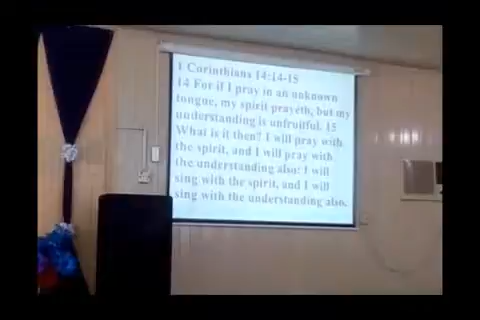 1 Corinthians 14:14-15
14 For if I pray in an unknown
tongue, my spirit prayeth, but my
understanding is unfruitful. 15
What is it then? I will pray with
the spirit, and I will pray with
the understanding also: I will
sing with the spirit, and I will
sing with the understanding also.